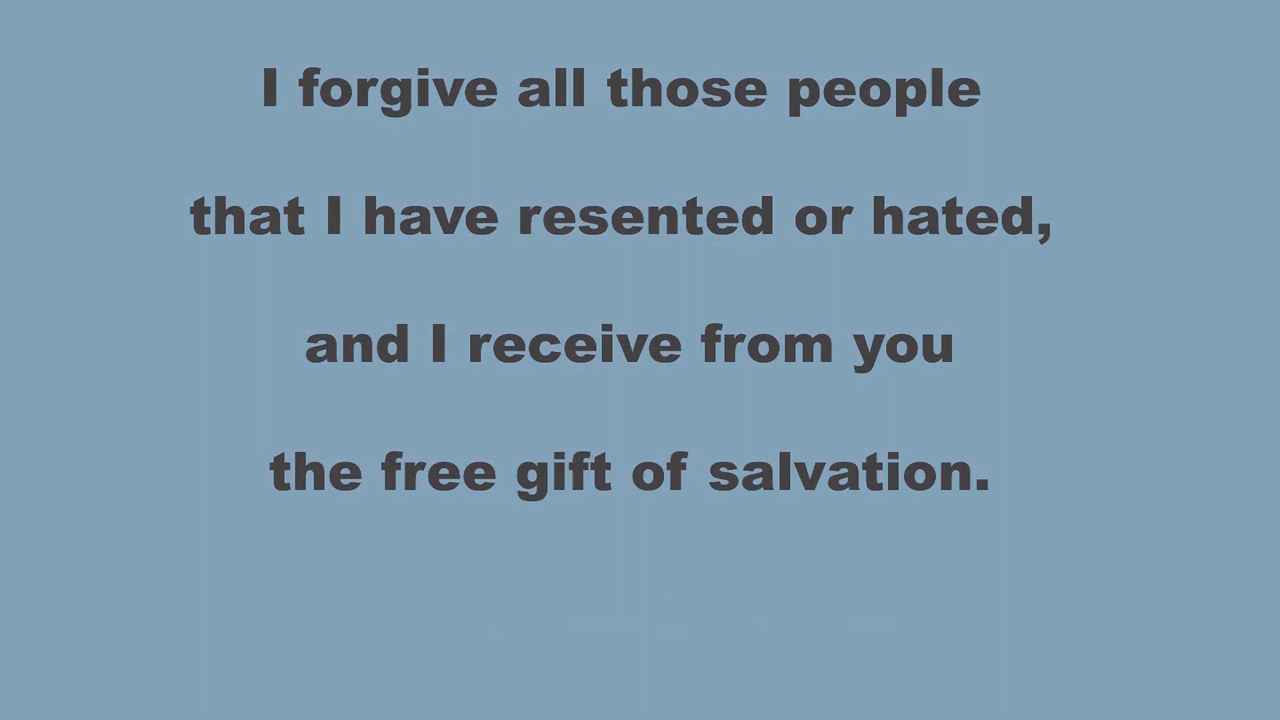 I forgive all those people
that I have resented or hated,
and I receive from you
the free gift of salvation.